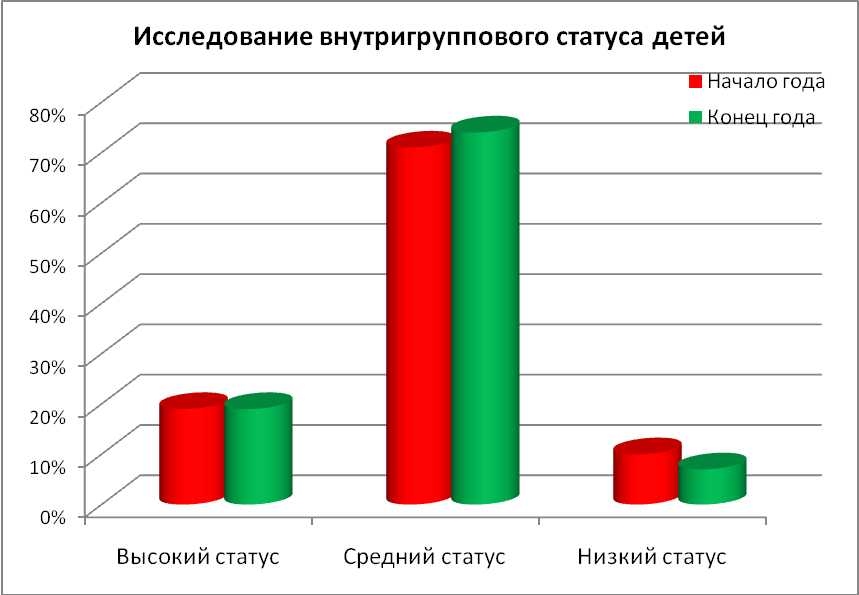 Исследование внутригруппового статуса детей
Начало года
Конец года
80%
70%
60%
50%
40%
30%
20%
10%
0%
Высокий статус
Средний статус
Низкий статус